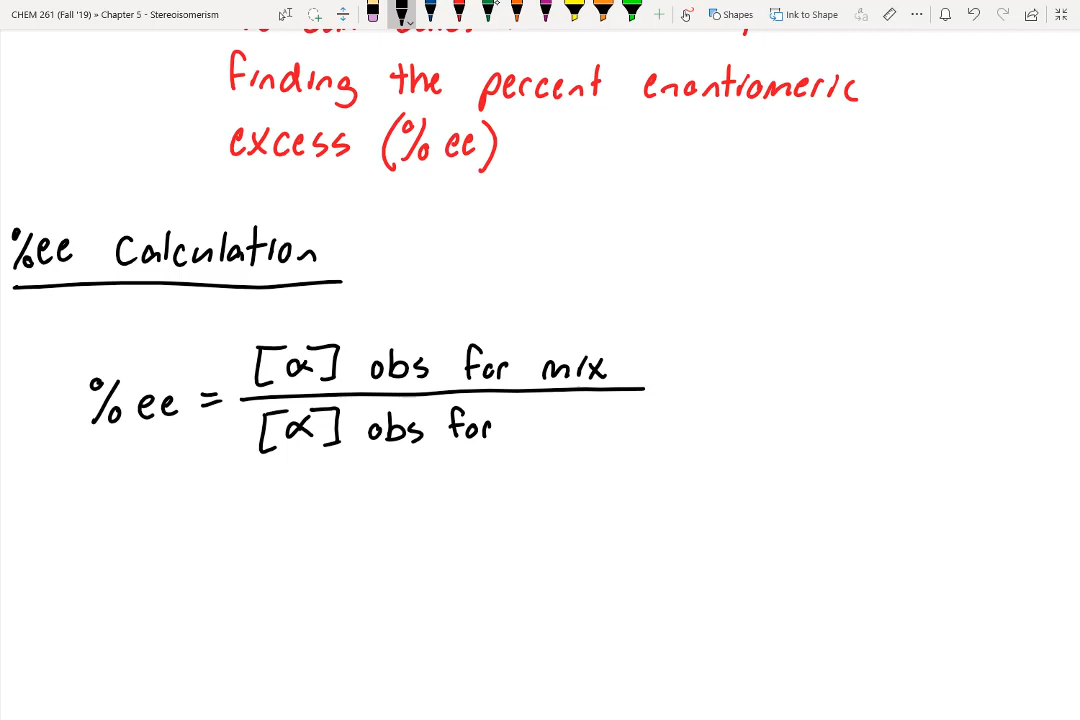 CHEM 261 (Fall '19) » Chapter 5 - Stereoisomerism
Shapes
Ink to Shape
finding the percent enantiomeric
excess (% ee)
%ee Calculation
[α] obs for mix
% ee =
[α] obs for